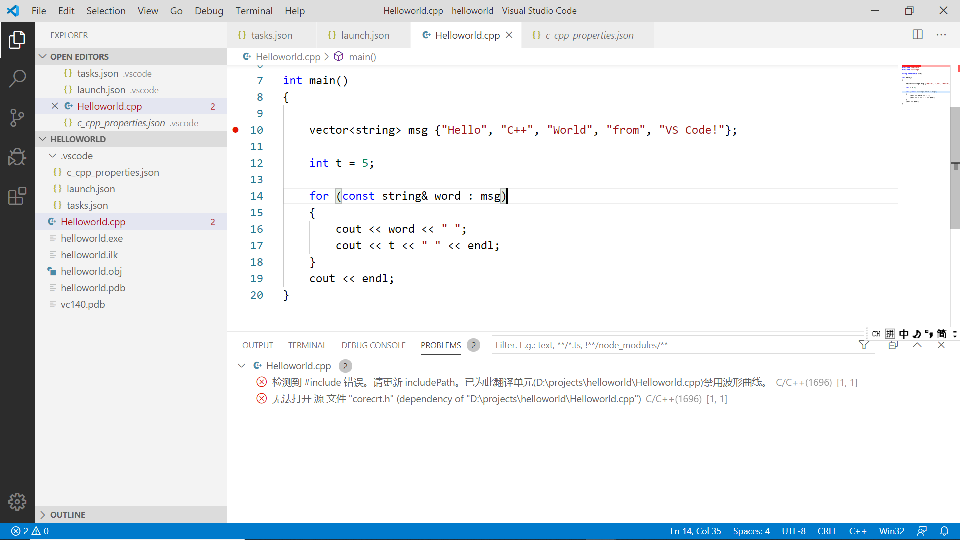 File Edit Selection View Go Debug Terminal Help Helloworld.cpp - helloworld - Visual Studio Code
EXPLORER
{} tasks.json {} launch.json Helloworld.cpp {} c_cpp_properties.json
OPEN EDITORS
{} tasks.json .vscode
{} launch.json .vscode
Helloworld.cpp 2
{} c_cpp_properties.json .vscode
HELLOWORLD
.vscode
{} c_cpp_properties.json
{} launch.json
{} tasks.json
Helloworld.cpp 2
helloworld.exe
helloworld.ilk
helloworld.obj
helloworld.pdb
vc140.pdb
OUTLINE
Helloworld.cpp > main()
7 int main()
8 {
9
10 vector<string> msg {"Hello", "C++", "World", "from", "VS Code!"};
11
12 int t = 5;
13
14 for (const string& word : msg)
15 {
16 cout << word << " ";
17 cout << t << " " << endl;
18 }
19 cout << endl;
20 }
中 简
OUTPUT TERMINAL DEBUG CONSOLE PROBLEMS 2 Filter. E.g.: text, **/*.ts, !**/node_modules/**
Helloworld.cpp 2
检测到 #include 错误。请更新 includePath。已为此翻译单元(D:\projects\helloworld\Helloworld.cpp)禁用波形曲线。 C/C++(1696) [1, 1]
无法打开 源 文件 "corecrt.h" (dependency of "D:\projects\helloworld\Helloworld.cpp") C/C++(1696) [1, 1]
2 0 Ln 14, Col 35 Spaces: 4 UTF-8 CRLF C++ Win32